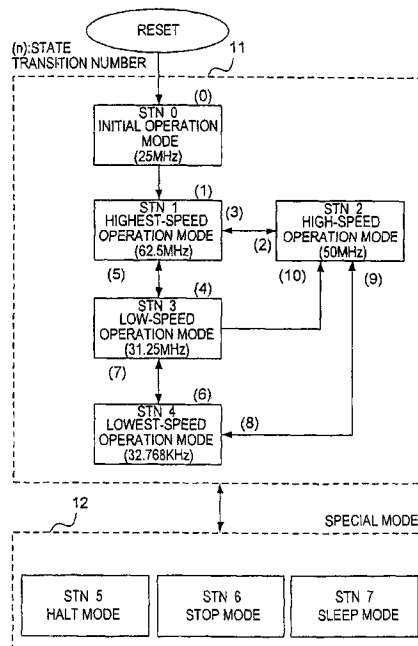 RESET
(n):STATE
TRANSITION NUMBER
11
(0)
STN 0
INITIAL OPERATION
MODE
(25MHz)
(1)
STN 1
HIGHEST-SPEED
OPERATION MODE
(62.5MHz)
(3)
(2)
STN 2
HIGH-SPEED
OPERATION MODE
(50MHz)
(5)
(4)
(10)
(9)
STN 3
LOW-SPEED
OPERATION MODE
(31.25MHz)
(7)
(6)
STN 4
LOWEST-SPEED
OPERATION MODE
(32.768KHz)
(8)
12
SPECIAL MODE
STN 5
HALT MODE
STN 6
STOP MODE
STN 7
SLEEP MODE